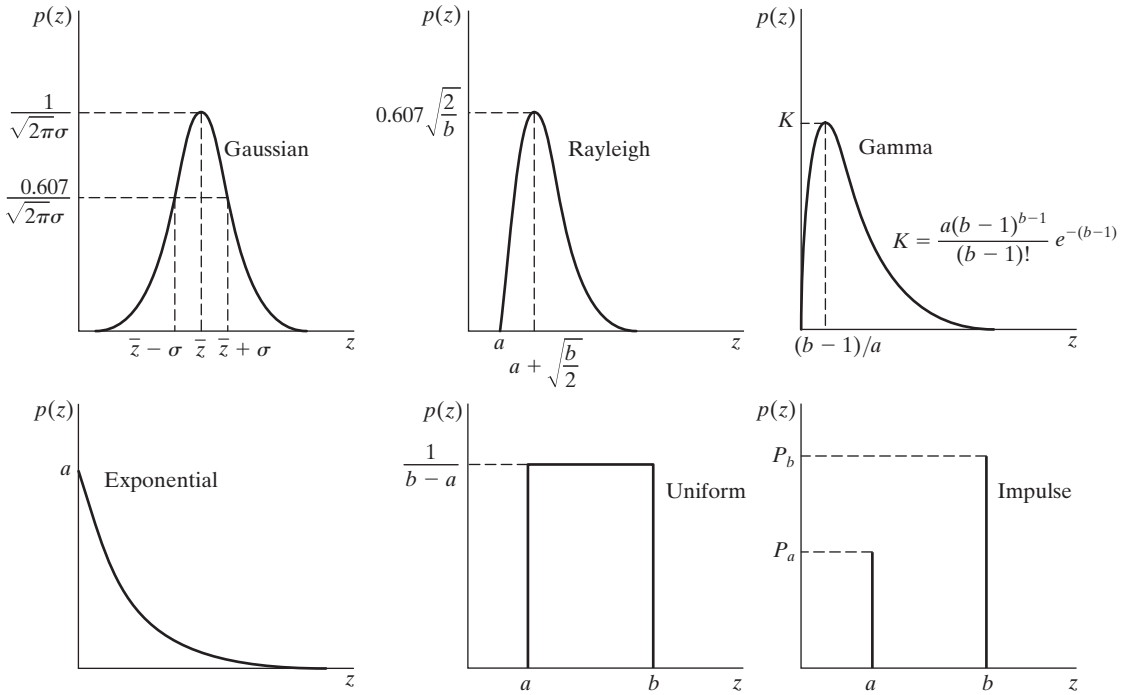 p(z)
1/√2πσ
0.607/√2πσ
Gaussian
z̄ − σ z̄ z̄ + σ z
p(z)
0.607 √2/b
Rayleigh
a z
a + √b/2
p(z)
K
Gamma
K = a(b − 1)^{b−1}/(b − 1)! e^{−(b−1)}
(b − 1)/a z
p(z)
a
Exponential
z
p(z)
1/b − a
Uniform
a b z
p(z)
P_b
Impulse
P_a
a b z